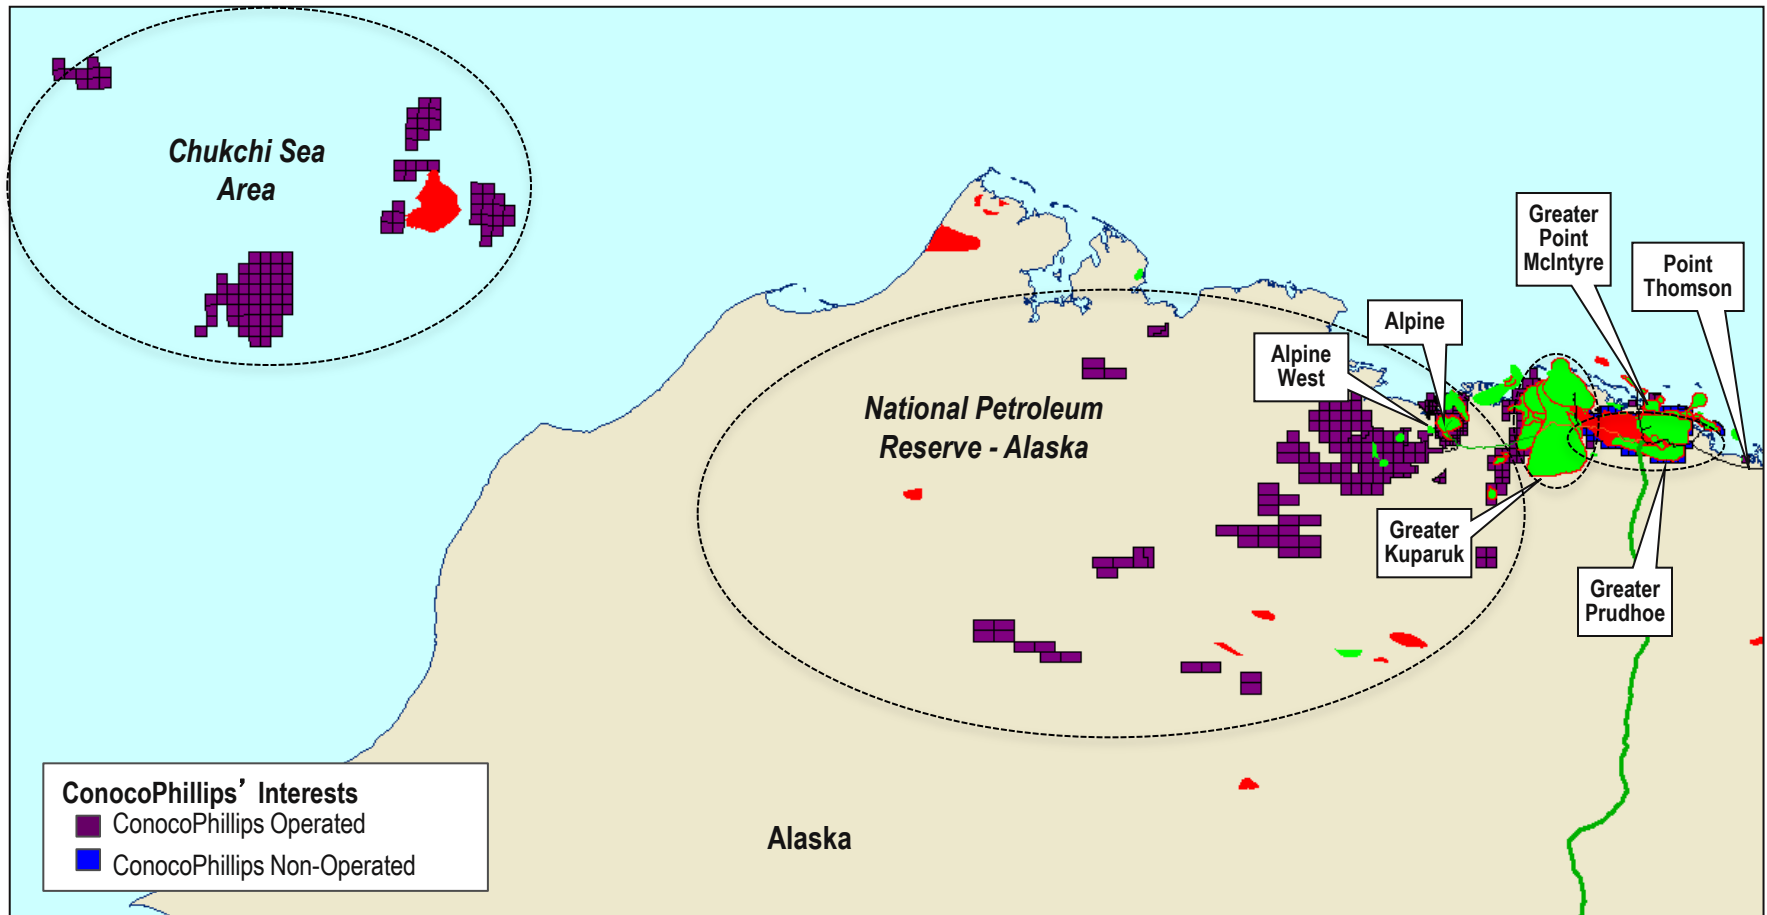 Chukchi Sea
Area
Greater
Point
McIntyre
Point
Thomson
Alpine
Alpine
West
National Petroleum
Reserve - Alaska
Greater
Kuparuk
Greater
Prudhoe
ConocoPhillips’ Interests
ConocoPhillips Operated
ConocoPhillips Non-Operated
Alaska